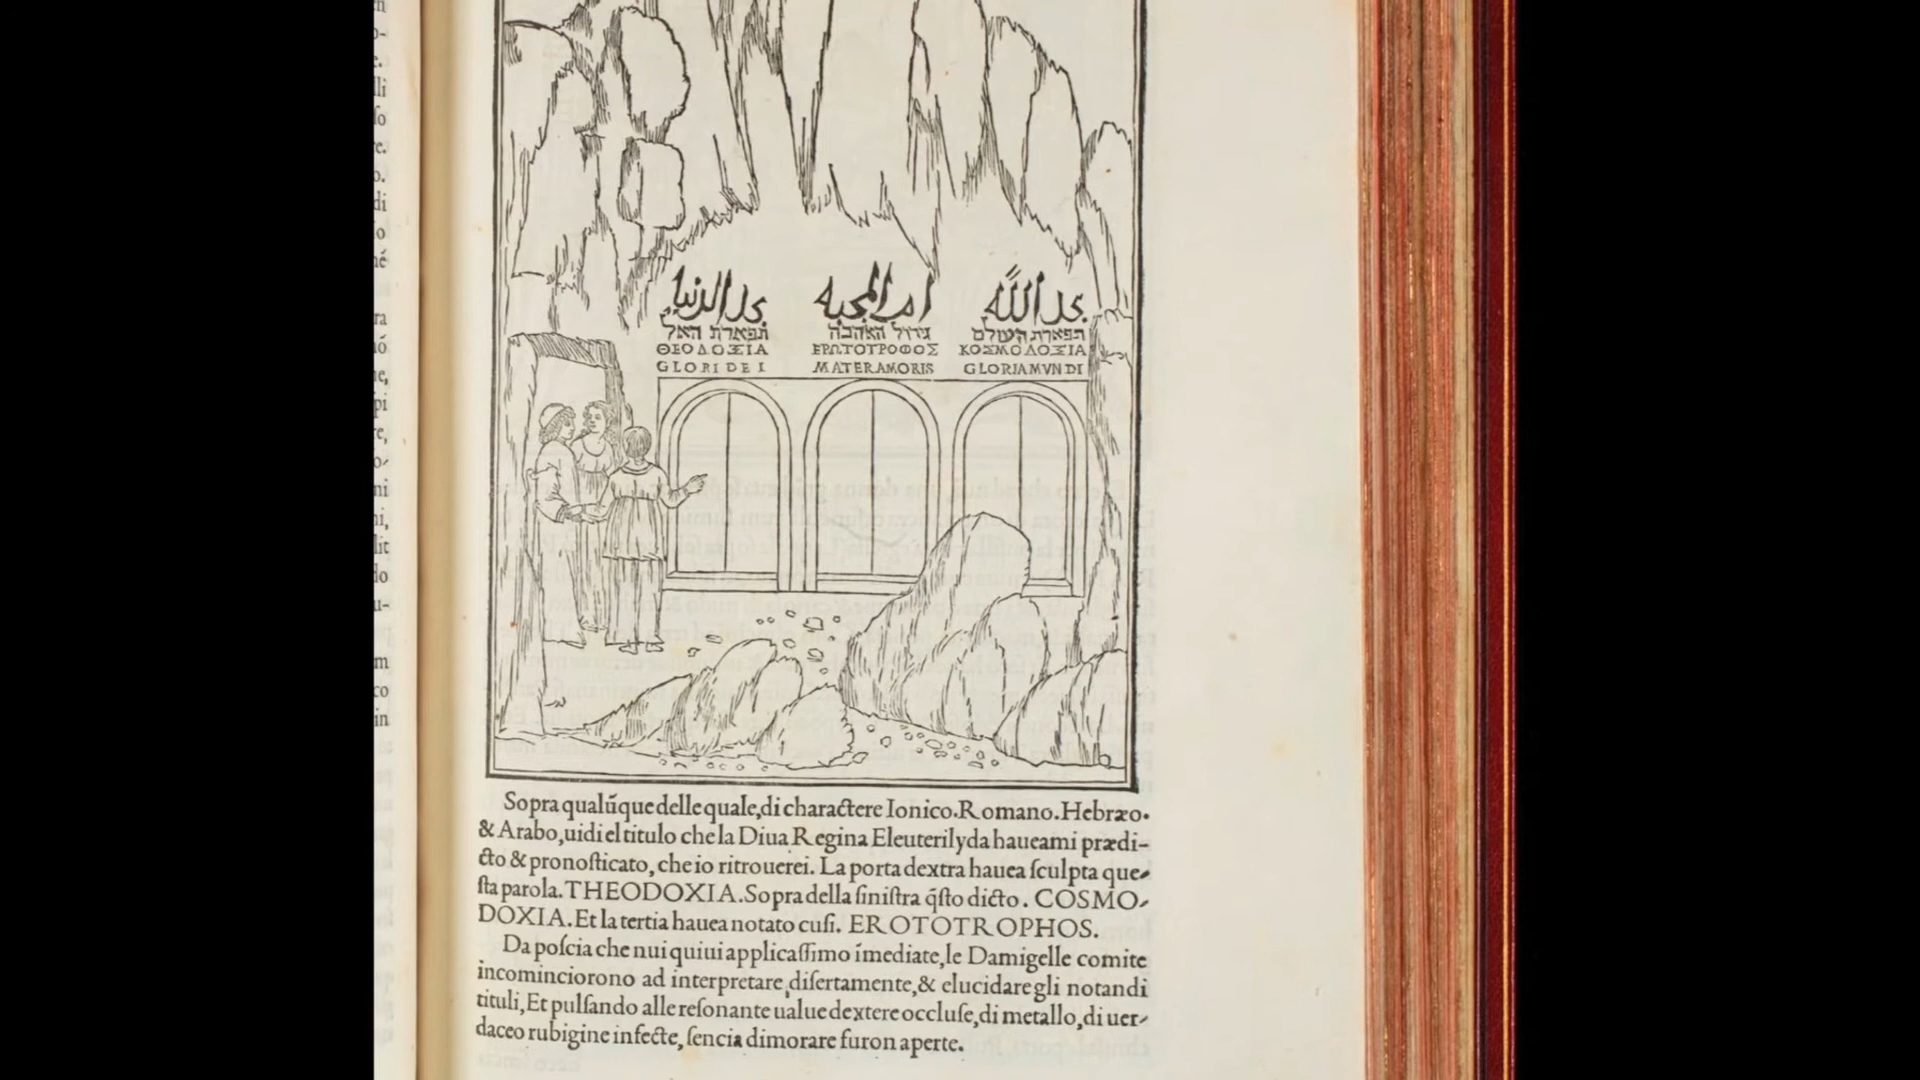 مجد الدنيا ام المحبه مجد الله
תפארת האל גידול האהבה תפארת העולם
ΘΕΟΔΟΞΙΑ ΕΡΩΤΟΤΡΟΦΟΣ ΚΟΣΜΟΔΟΞΙΑ
GLORI DEI MATER AMORIS GLORIA MVNDI
Sopra qualũque delle quale, di charactere Ionico. Romano. Hebræo.
& Arabo, uidi el titulo che la Diua Regina Eleuterilyda haueami prædi-
cto & pronosticato, che io ritrouerei. La porta dextra hauea sculpta que-
sta parola. THEODOXIA. Sopra della sinistra q̃sto dicto. COSMO-
DOXIA. Et la tertia hauea notato cusi. EROTOTROPHOS.
Da poscia che nui quiui applicassimo ĩmediate, le Damigelle comite
incominciorono ad interpretare disertamente, & elucidare gli notandi
tituli, Et pulsando alle resonante ualue dextere occluse, di metallo, di uer-
daceo rubigine infecte, sencia dimorare furon aperte.